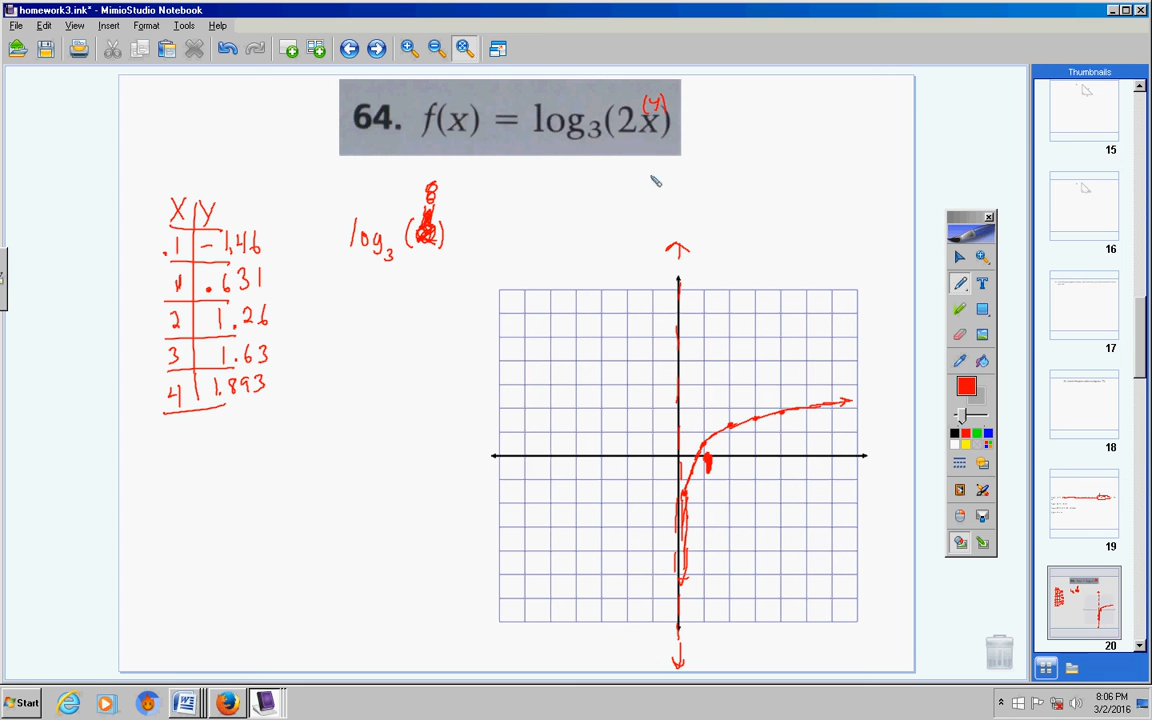 homework3.ink* - MimioStudio Notebook
File Edit View Insert Format Tools Help
Thumbnails
64. f(x) = log₃(2x)
(4)
X Y
.1 -1.46
1 .631
2 1.26
3 1.63
4 1.893
8
log₃ ( )
T
15
16
17
18
19
20
Start
W
8:06 PM
3/2/2016